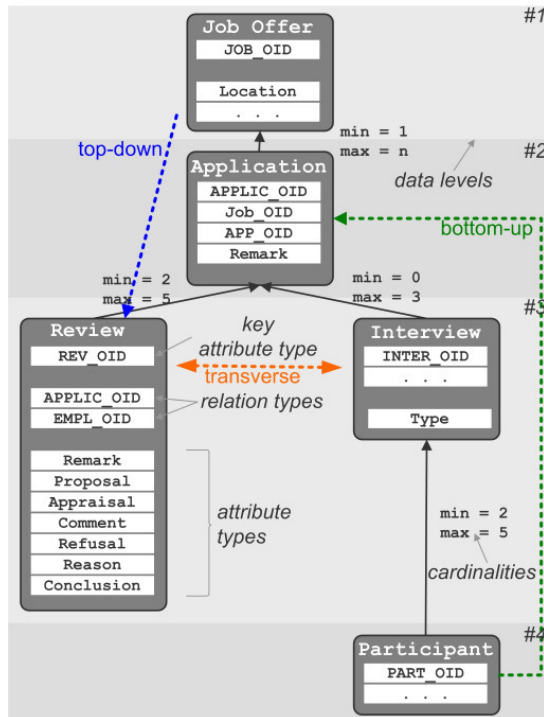 #1
Job Offer
JOB_OID
Location
. . .
min = 1
max = n
top-down
#2
data levels
Application
APPLIC_OID
Job_OID
APP_OID
Remark
bottom-up
min = 2
max = 5
min = 0
max = 3
#3
Review
REV_OID
APPLIC_OID
EMPL_OID
Remark
Proposal
Appraisal
Comment
Refusal
Reason
Conclusion
key
attribute type
transverse
relation types
attribute
types
Interview
INTER_OID
. . .
Type
min = 2
max = 5
cardinalities
#4
Participant
PART_OID
. . .